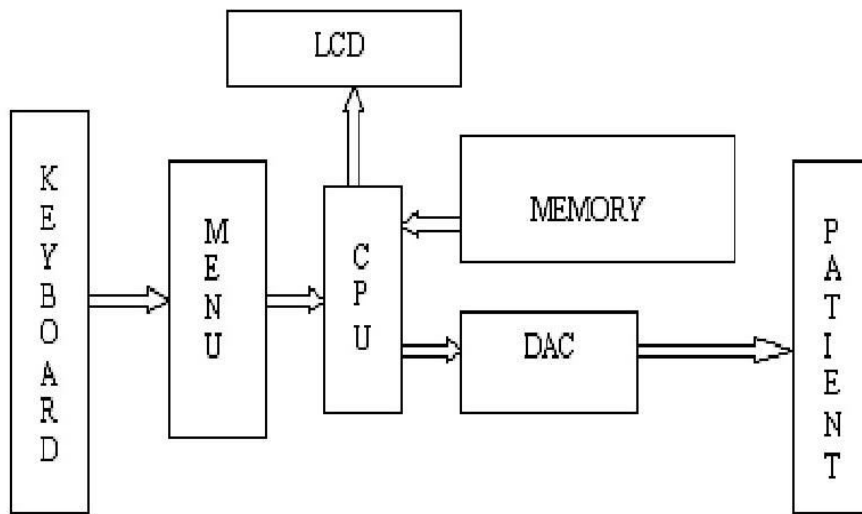 LCD
KEYBOARD
MENU
CPU
MEMORY
DAC
PATIENT